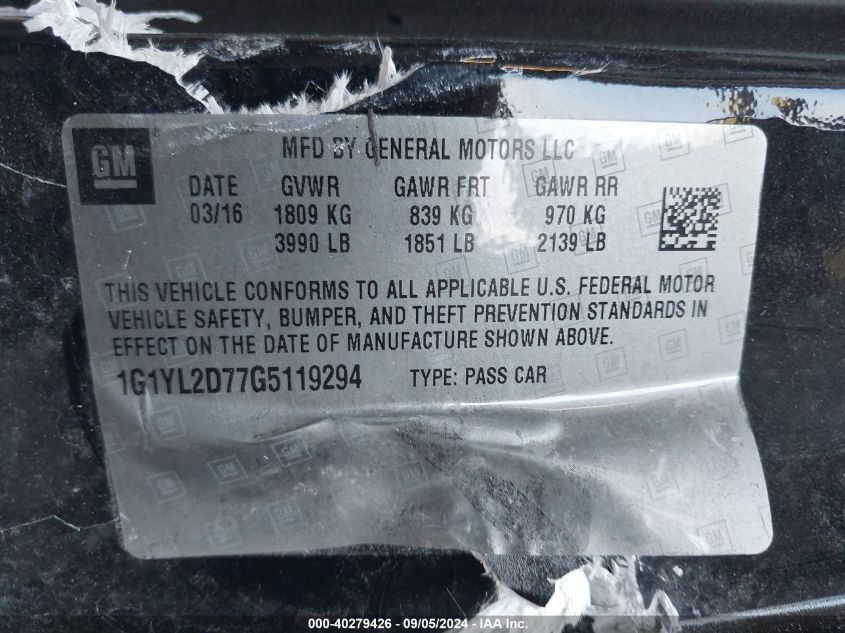 GM
MFD BY GENERAL MOTORS LLC
DATE GVWR GAWR FRT GAWR RR
03/16 1809 KG 839 KG 970 KG
3990 LB 1851 LB 2139 LB
THIS VEHICLE CONFORMS TO ALL APPLICABLE U.S. FEDERAL MOTOR
VEHICLE SAFETY, BUMPER, AND THEFT PREVENTION STANDARDS IN
EFFECT ON THE DATE OF MANUFACTURE SHOWN ABOVE.
1G1YL2D77G5119294 TYPE: PASS CAR
000-40279426 - 09/05/2024 - IAA Inc.